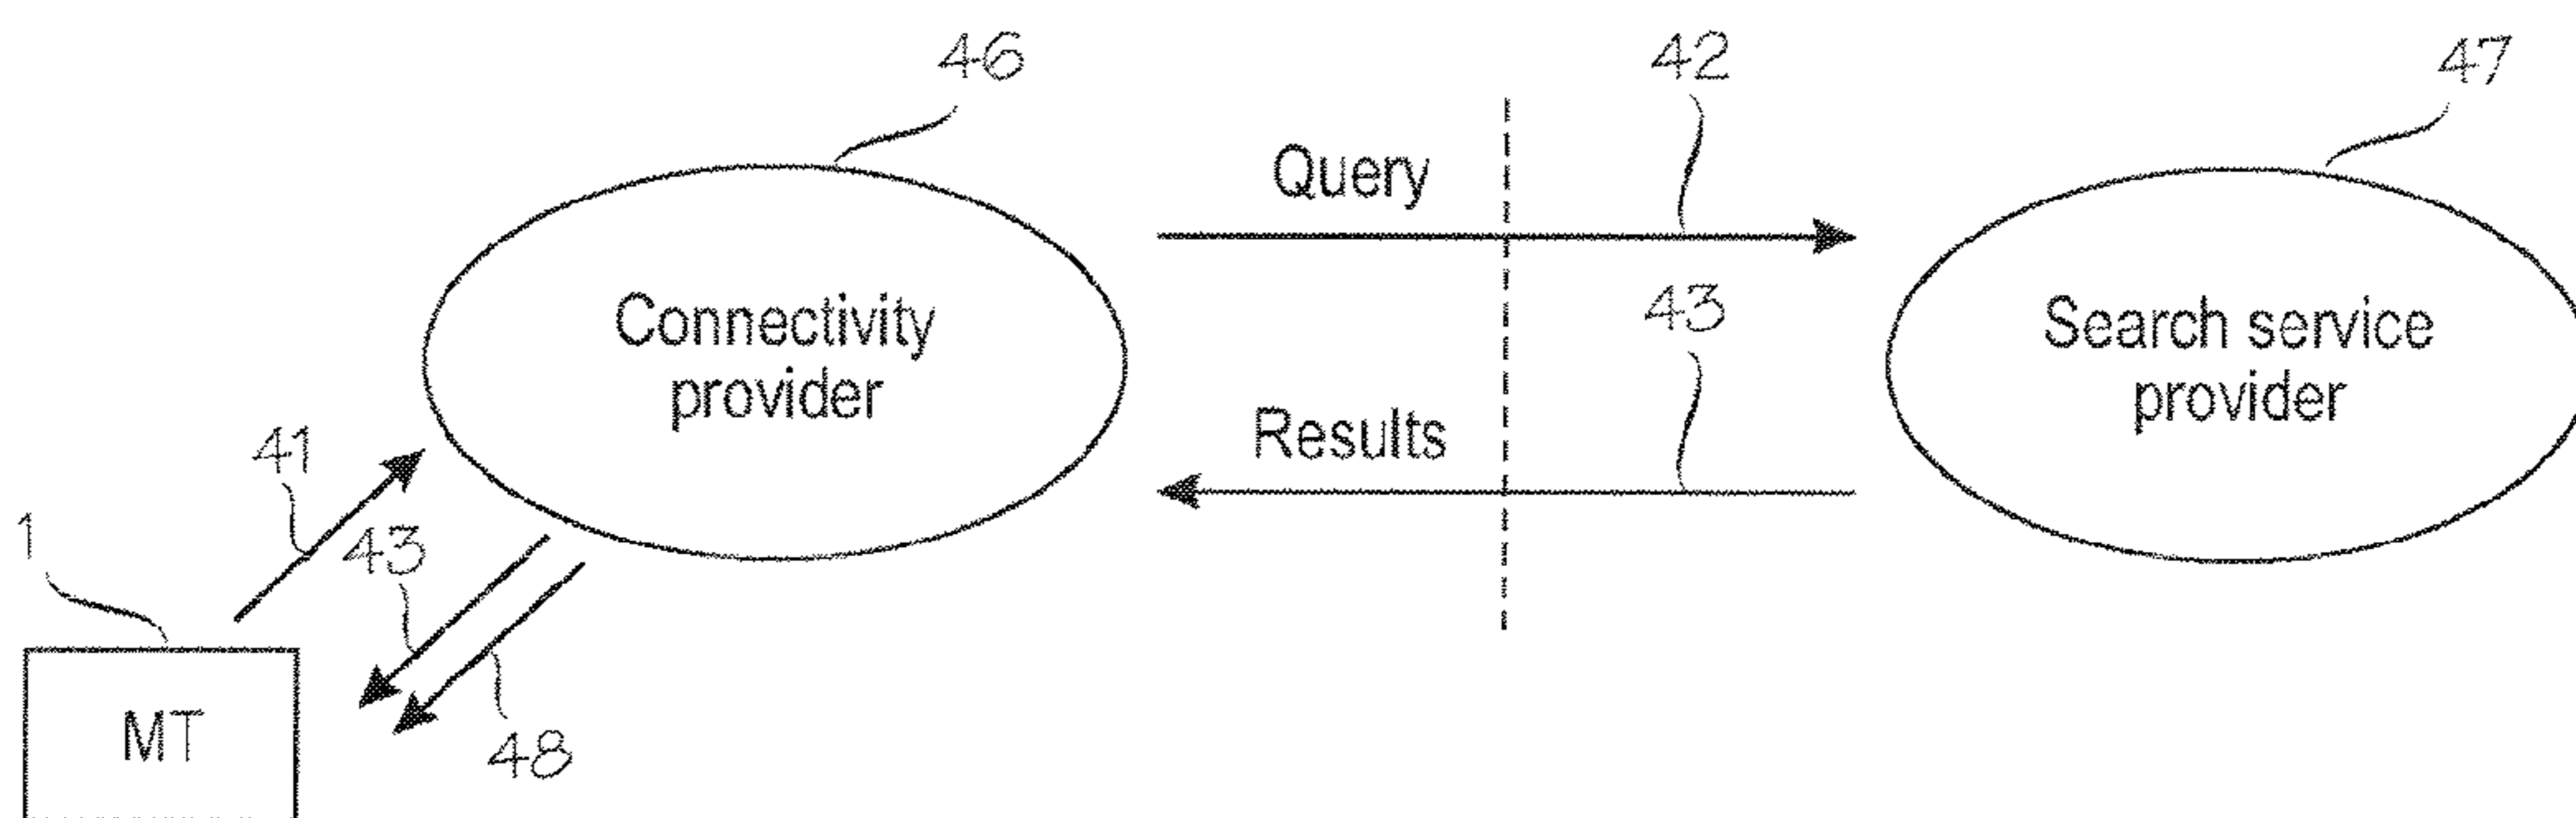 46
42
47
Query
Connectivity
provider
43
Search service
provider
Results
41
43
1
MT
48